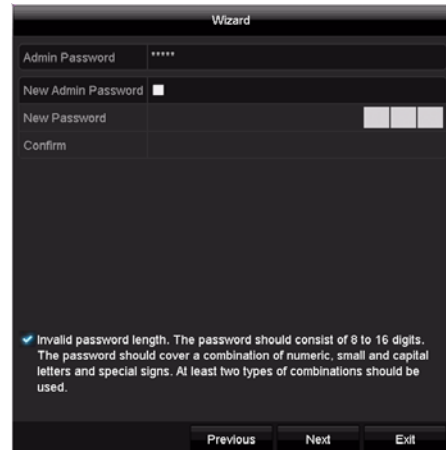 Wizard
Admin Password *****
New Admin Password
New Password
Confirm
Invalid password length. The password should consist of 8 to 16 digits.
The password should cover a combination of numeric, small and capital
letters and special signs. At least two types of combinations should be
used.
Previous Next Exit